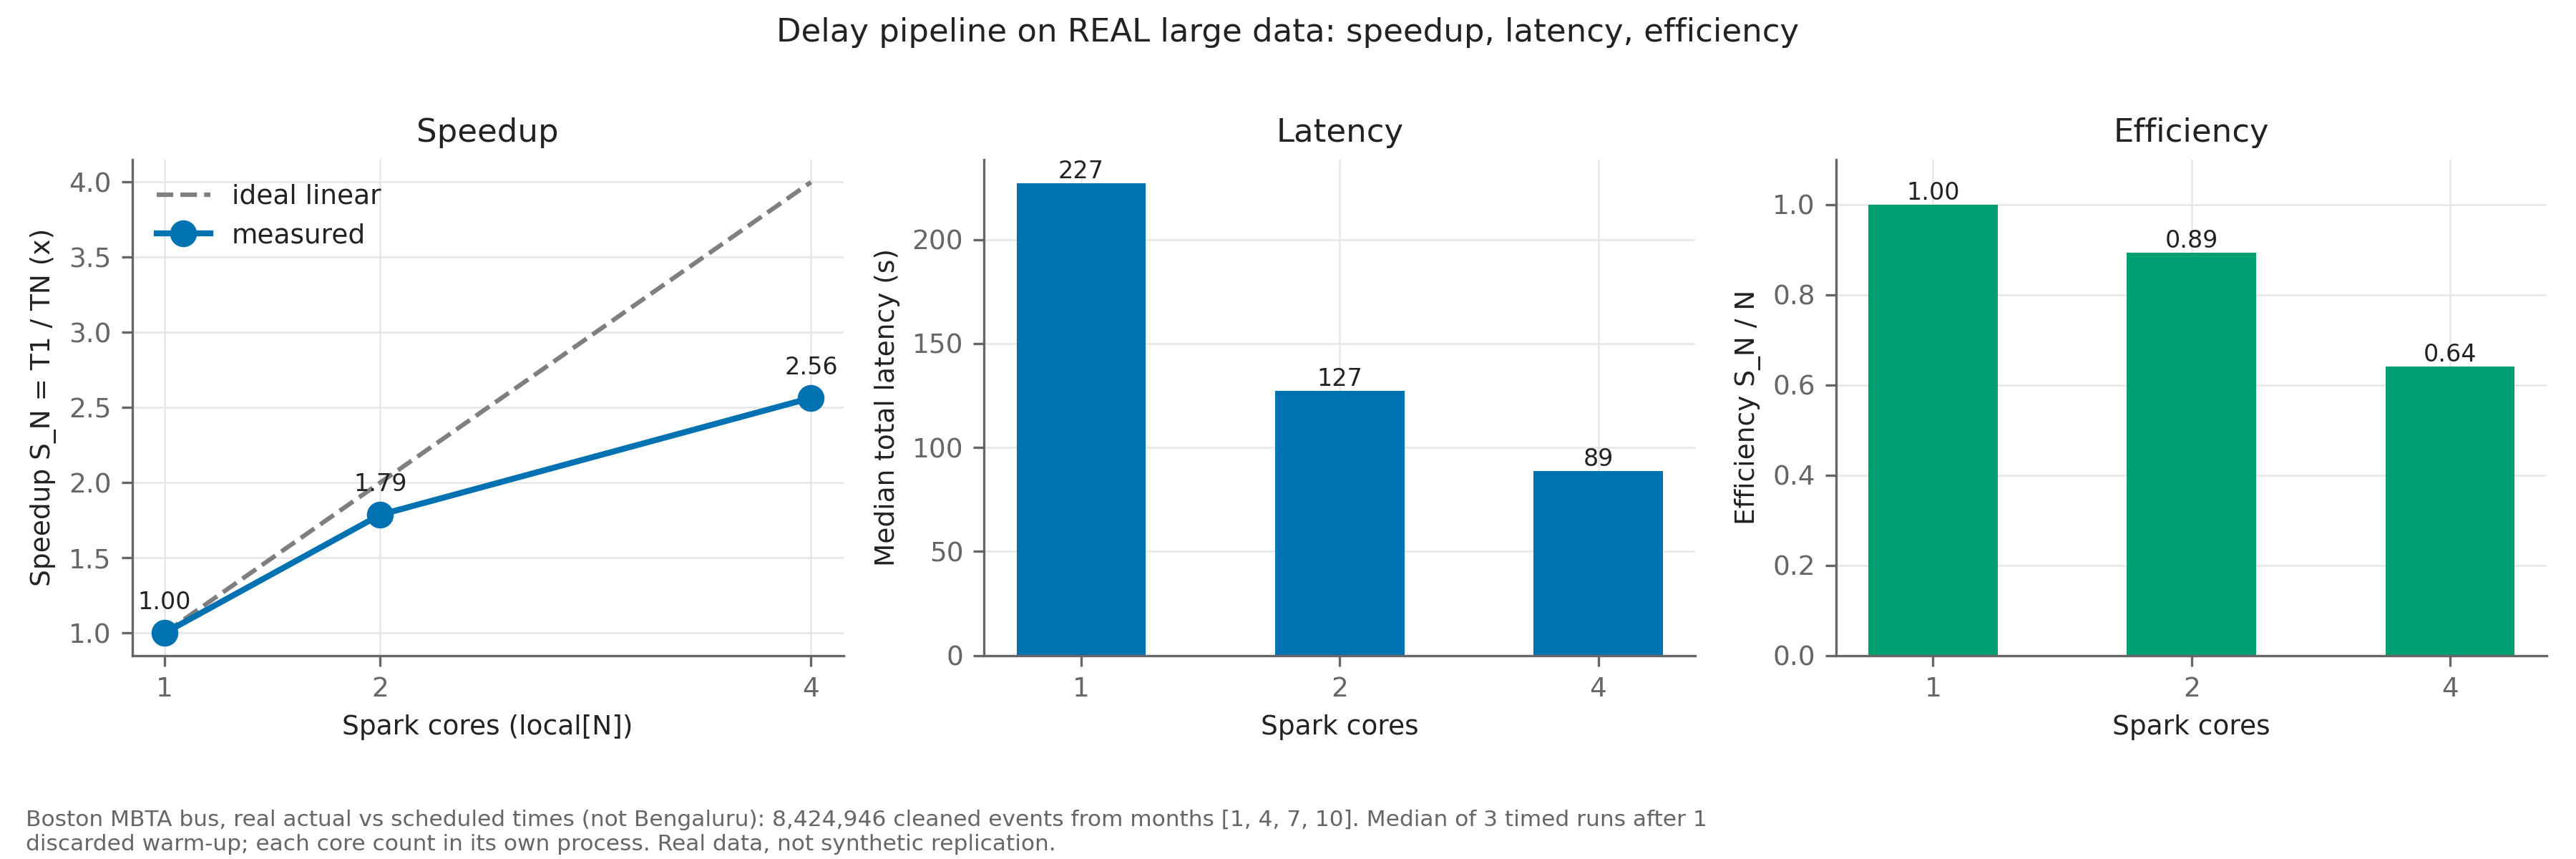 Delay pipeline on REAL large data: speedup, latency, efficiency
Speedup
4.0
3.5
3.0
2.5
2.0
1.5
1.0
Speedup S_N = T1 / TN (x)
ideal linear
measured
1.00
1.79
2.56
1
2
4
Spark cores (local[N])
Latency
200
150
100
50
0
Median total latency (s)
227
127
89
1
2
4
Spark cores
Efficiency
1.0
0.8
0.6
0.4
0.2
0.0
Efficiency S_N / N
1.00
0.89
0.64
1
2
4
Spark cores
Boston MBTA bus, real actual vs scheduled times (not Bengaluru): 8,424,946 cleaned events from months [1, 4, 7, 10]. Median of 3 timed runs after 1
discarded warm-up; each core count in its own process. Real data, not synthetic replication.